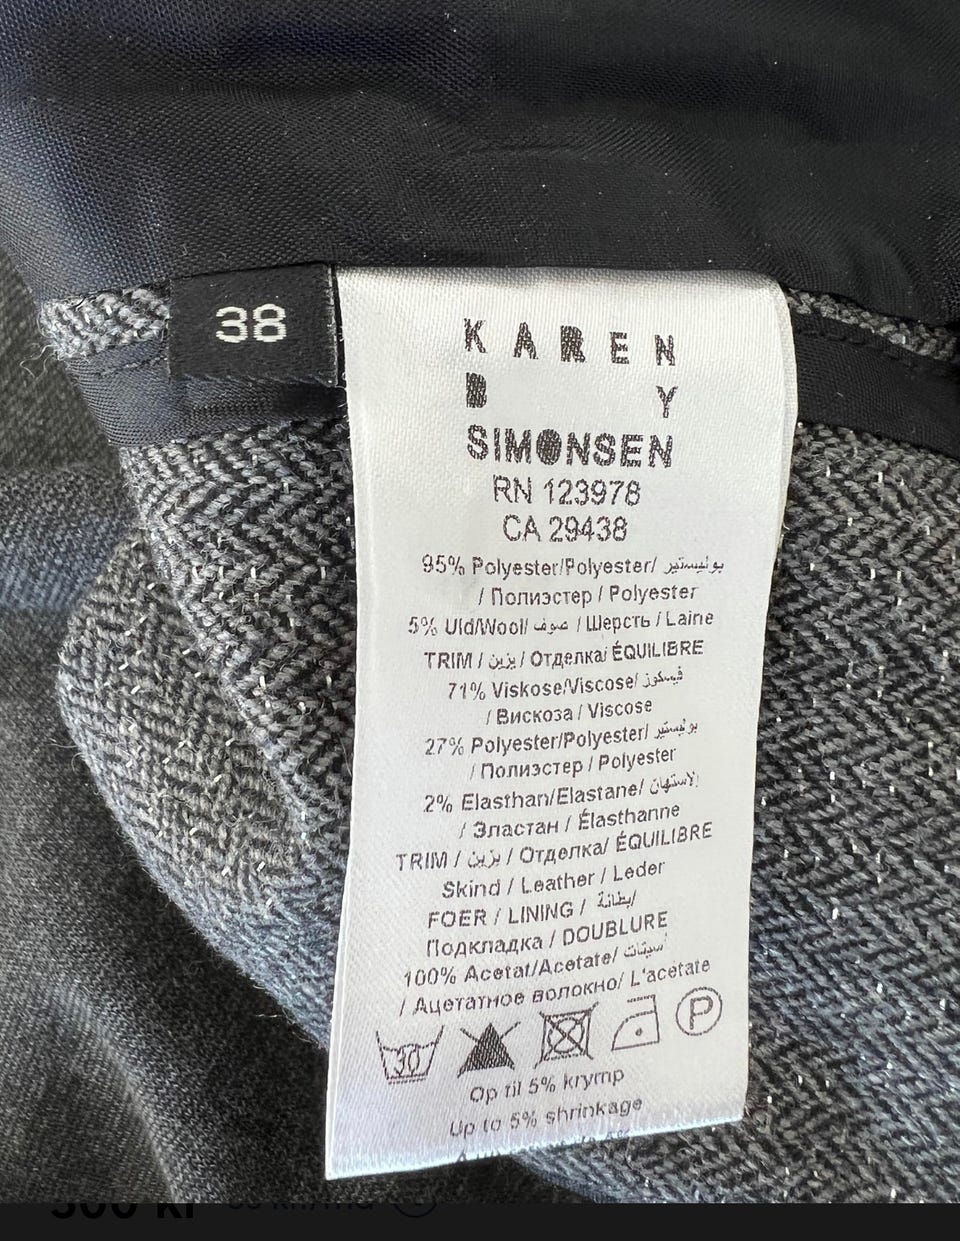 38
KAREN
B Y
SIMONSEN
RN 123978
CA 29438
95% Polyester/Polyester/ بوليستير
/ Полиэстер / Polyester
5% Uld/Wool/ صوف / Шерсть / Laine
TRIM / يزين / Отделка/ ÉQUILIBRE
71% Viskose/Viscose/ فيسكوز
/ Вискоза / Viscose
27% Polyester/Polyester/ بوليستير
/ Полиэстер / Polyester
2% Elasthan/Elastane/
/ Эластан / Élasthanne
TRIM / يزين / Отделка/ ÉQUILIBRE
Skind / Leather / Leder
FOER / LINING / بطانة/
Подкладка / DOUBLURE
100% Acetat/Acetate/
/ Ацетатное волокно/ L'acétate
30 P
Op til 5% krymp
Up to 5% shrinkage